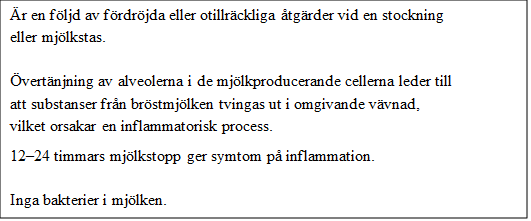 Är en följd av fördröjda eller otillräckliga åtgärder vid en stockning
eller mjölkstas.
Övertänjning av alveolerna i de mjölkproducerande cellerna leder till
att substanser från bröstmjölken tvingas ut i omgivande vävnad,
vilket orsakar en inflammatorisk process.
12–24 timmars mjölkstopp ger symtom på inflammation.
Inga bakterier i mjölken.